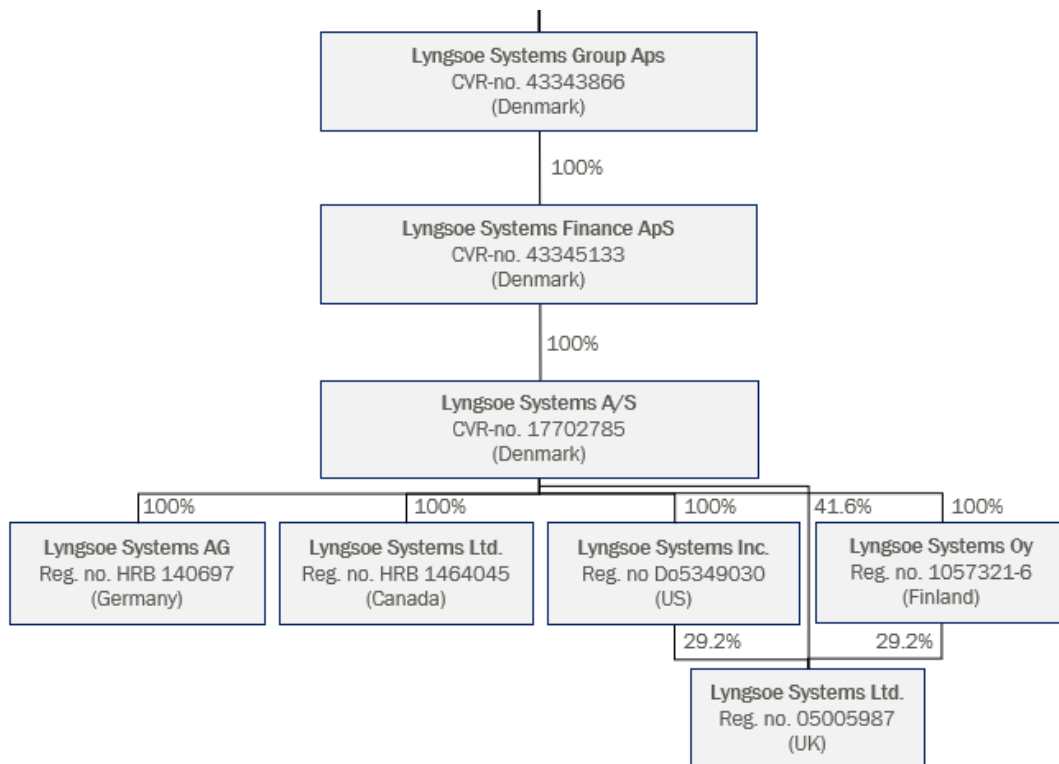 Lyngsoe Systems Group Aps
CVR-no. 43343866
(Denmark)
100%
Lyngsoe Systems Finance ApS
CVR-no. 43345133
(Denmark)
100%
Lyngsoe Systems A/S
CVR-no. 17702785
(Denmark)
100%
100%
100%
41.6%
100%
Lyngsoe Systems AG
Reg. no. HRB 140697
(Germany)
Lyngsoe Systems Ltd.
Reg. no. HRB 1464045
(Canada)
Lyngsoe Systems Inc.
Reg. no Do5349030
(US)
Lyngsoe Systems Oy
Reg. no. 1057321-6
(Finland)
29.2%
29.2%
Lyngsoe Systems Ltd.
Reg. no. 05005987
(UK)